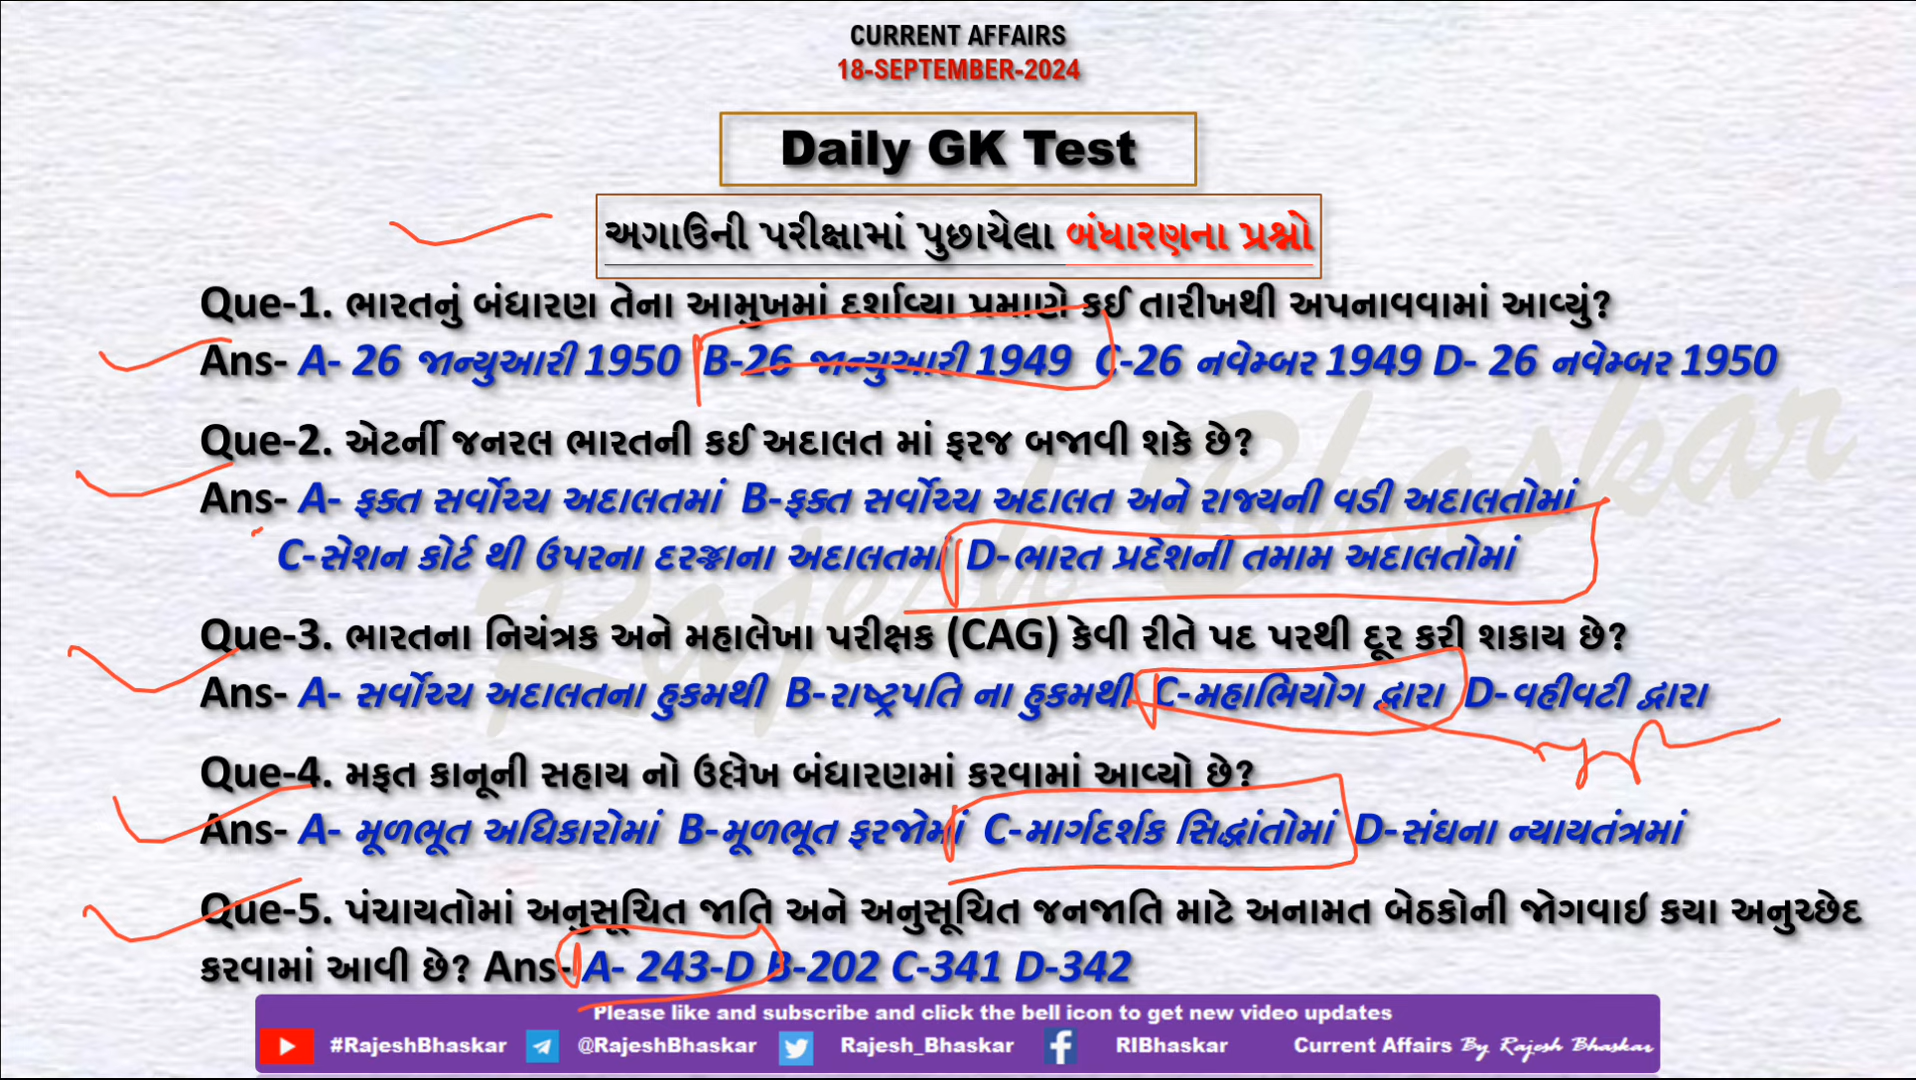 CURRENT AFFAIRS
18-SEPTEMBER-2024
Daily GK Test
અગાઉની પરીક્ષામાં પુછાયેલા બંધારણના પ્રશ્નો
Que-1. ભારતનું બંધારણ તેના આમુખમાં દર્શાવ્યા પ્રમાણે કઈ તારીખથી અપનાવવામાં આવ્યું?
Ans- A- 26 જાન્યુઆરી 1950 B-26 જાન્યુઆરી 1949 C-26 નવેમ્બર 1949 D- 26 નવેમ્બર 1950
Que-2. એટર્ની જનરલ ભારતની કઈ અદાલત માં ફરજ બજાવી શકે છે?
Ans- A- ફક્ત સર્વોચ્ચ અદાલતમાં B-ફક્ત સર્વોચ્ચ અદાલત અને રાજ્યની વડી અદાલતોમાં
C-સેશન કોર્ટ થી ઉપરના દરજ્જાના અદાલતમાં D-ભારત પ્રદેશની તમામ અદાલતોમાં
Que-3. ભારતના નિયંત્રક અને મહાલેખા પરીક્ષક (CAG) કેવી રીતે પદ પરથી દૂર કરી શકાય છે?
Ans- A- સર્વોચ્ચ અદાલતના હુકમથી B-રાષ્ટ્રપતિ ના હુકમથી C-મહાભિયોગ દ્વારા D-વહીવટી દ્વારા
Que-4. મફત કાનૂની સહાય નો ઉલ્લેખ બંધારણમાં કરવામાં આવ્યો છે?
Ans- A- મૂળભૂત અધિકારોમાં B-મૂળભૂત ફરજોમાં C-માર્ગદર્શક સિદ્ધાંતોમાં D-સંઘના ન્યાયતંત્રમાં
Que-5. પંચાયતોમાં અનુસૂચિત જાતિ અને અનુસૂચિત જનજાતિ માટે અનામત બેઠકોની જોગવાઈ કયા અનુચ્છેદ
કરવામાં આવી છે? Ans- A- 243-D B-202 C-341 D-342
Please like and subscribe and click the bell icon to get new video updates
#RajeshBhaskar @RajeshBhaskar Rajesh_Bhaskar RIBhaskar Current Affairs By Rajesh Bhaskar
Rajesh Bhaskar